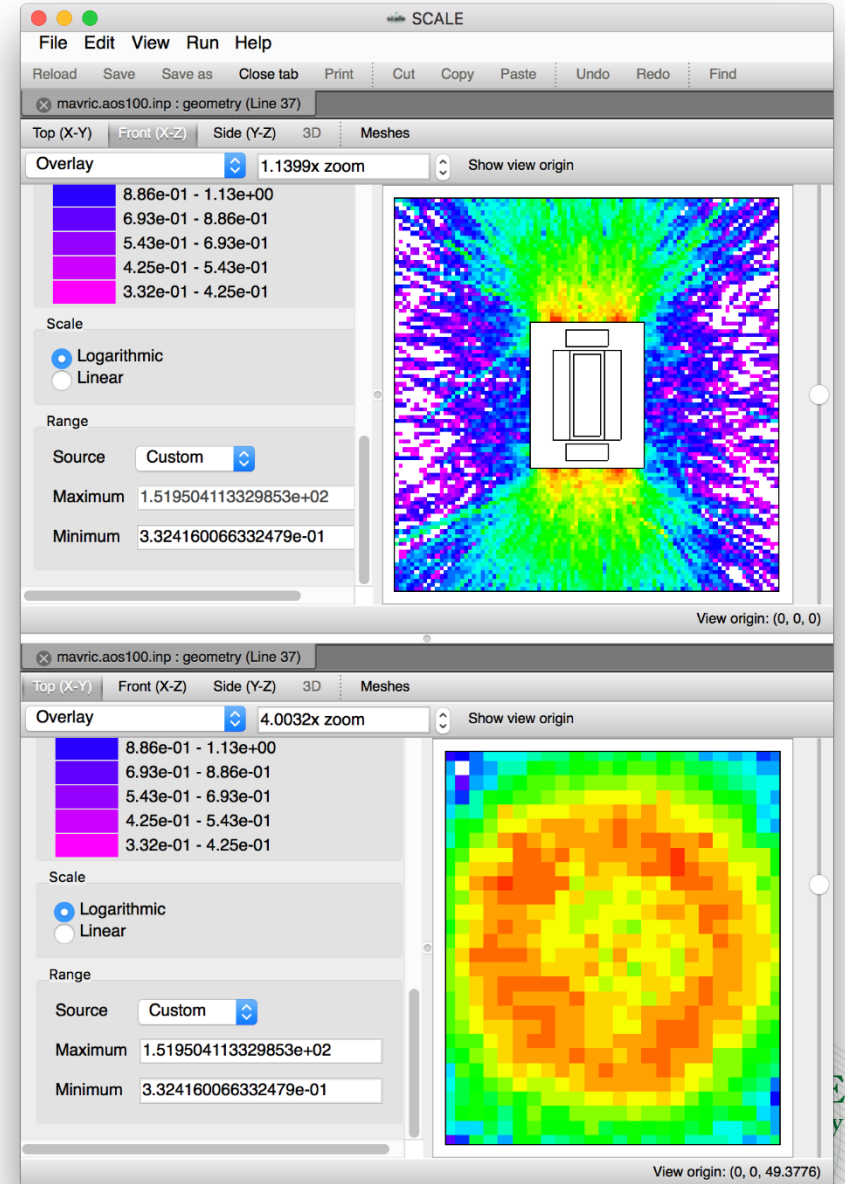 scale SCALE
File Edit View Run Help
Reload Save Save as Close tab Print Cut Copy Paste Undo Redo Find
mavric.aos100.inp : geometry (Line 37)
Top (X-Y) Front (X-Z) Side (Y-Z) 3D Meshes
Overlay 1.1399x zoom Show view origin
8.86e-01 - 1.13e+00
6.93e-01 - 8.86e-01
5.43e-01 - 6.93e-01
4.25e-01 - 5.43e-01
3.32e-01 - 4.25e-01
Scale
Logarithmic
Linear
Range
Source Custom
Maximum 1.519504113329853e+02
Minimum 3.324160066332479e-01
View origin: (0, 0, 0)
mavric.aos100.inp : geometry (Line 37)
Top (X-Y) Front (X-Z) Side (Y-Z) 3D Meshes
Overlay 4.0032x zoom Show view origin
8.86e-01 - 1.13e+00
6.93e-01 - 8.86e-01
5.43e-01 - 6.93e-01
4.25e-01 - 5.43e-01
3.32e-01 - 4.25e-01
Scale
Logarithmic
Linear
Range
Source Custom
Maximum 1.519504113329853e+02
Minimum 3.324160066332479e-01
View origin: (0, 0, 49.3776)